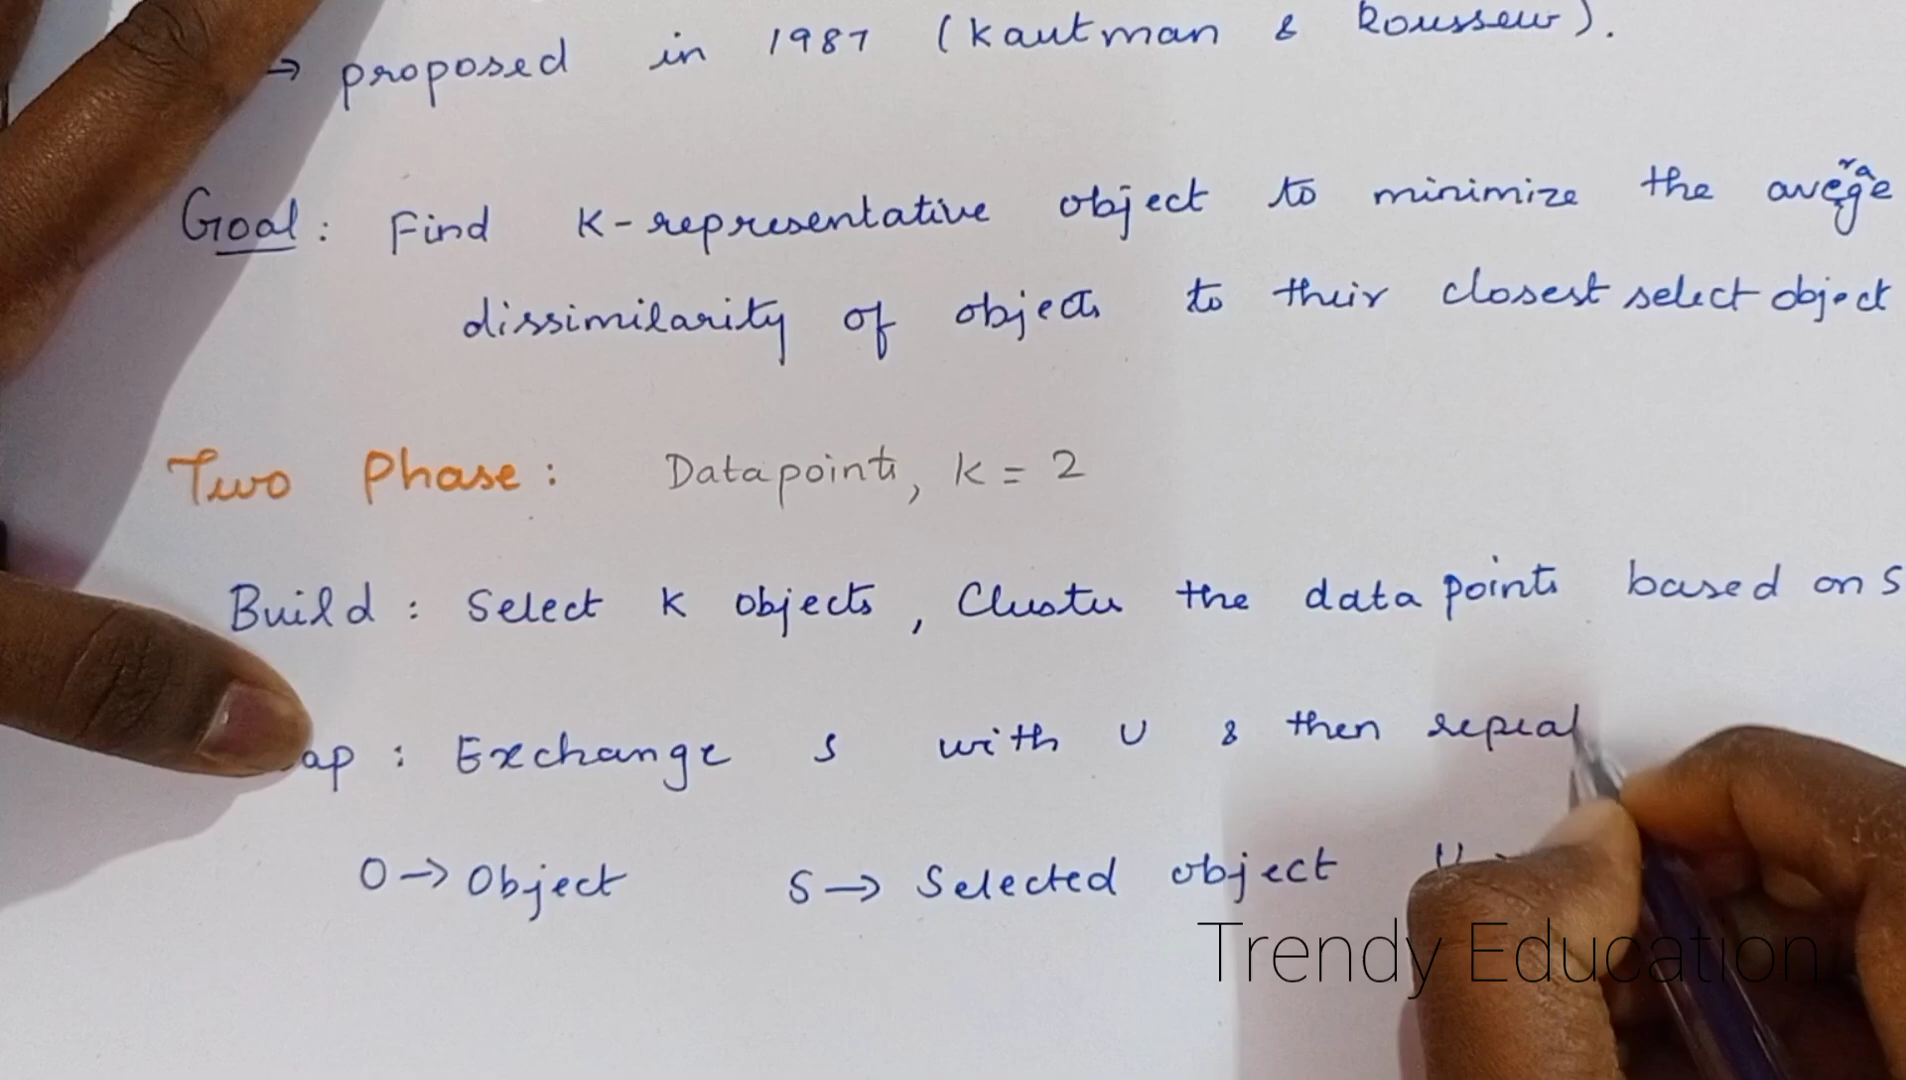 → proposed in 1987 (Kautman & Rousseur).
Goal: Find K-representative object to minimize the average
dissimilarity of objects to their closest select object
Two Phase: Datapoints, K = 2
Build: Select K objects, Cluster the data points based on S
ap: Exchange S with U & then repeat
O → Object S → Selected object U
Trendy Education